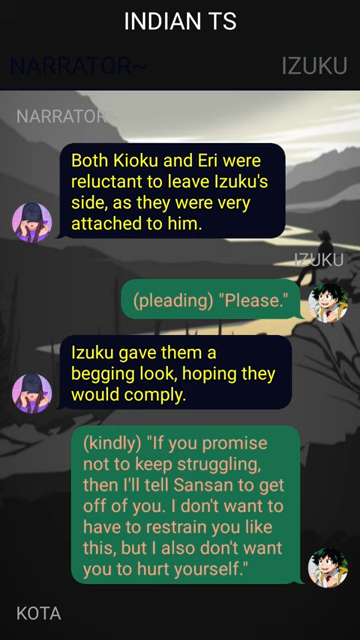 INDIAN TS
NARRATOR~
IZUKU
NARRATOR
Both Kioku and Eri were
reluctant to leave Izuku's
side, as they were very
attached to him.
IZUKU
(pleading) "Please."
Izuku gave them a
begging look, hoping they
would comply.
(kindly) "If you promise
not to keep struggling,
then I'll tell Sansan to get
off of you. I don't want to
have to restrain you like
this, but I also don't want
you to hurt yourself."
KOTA